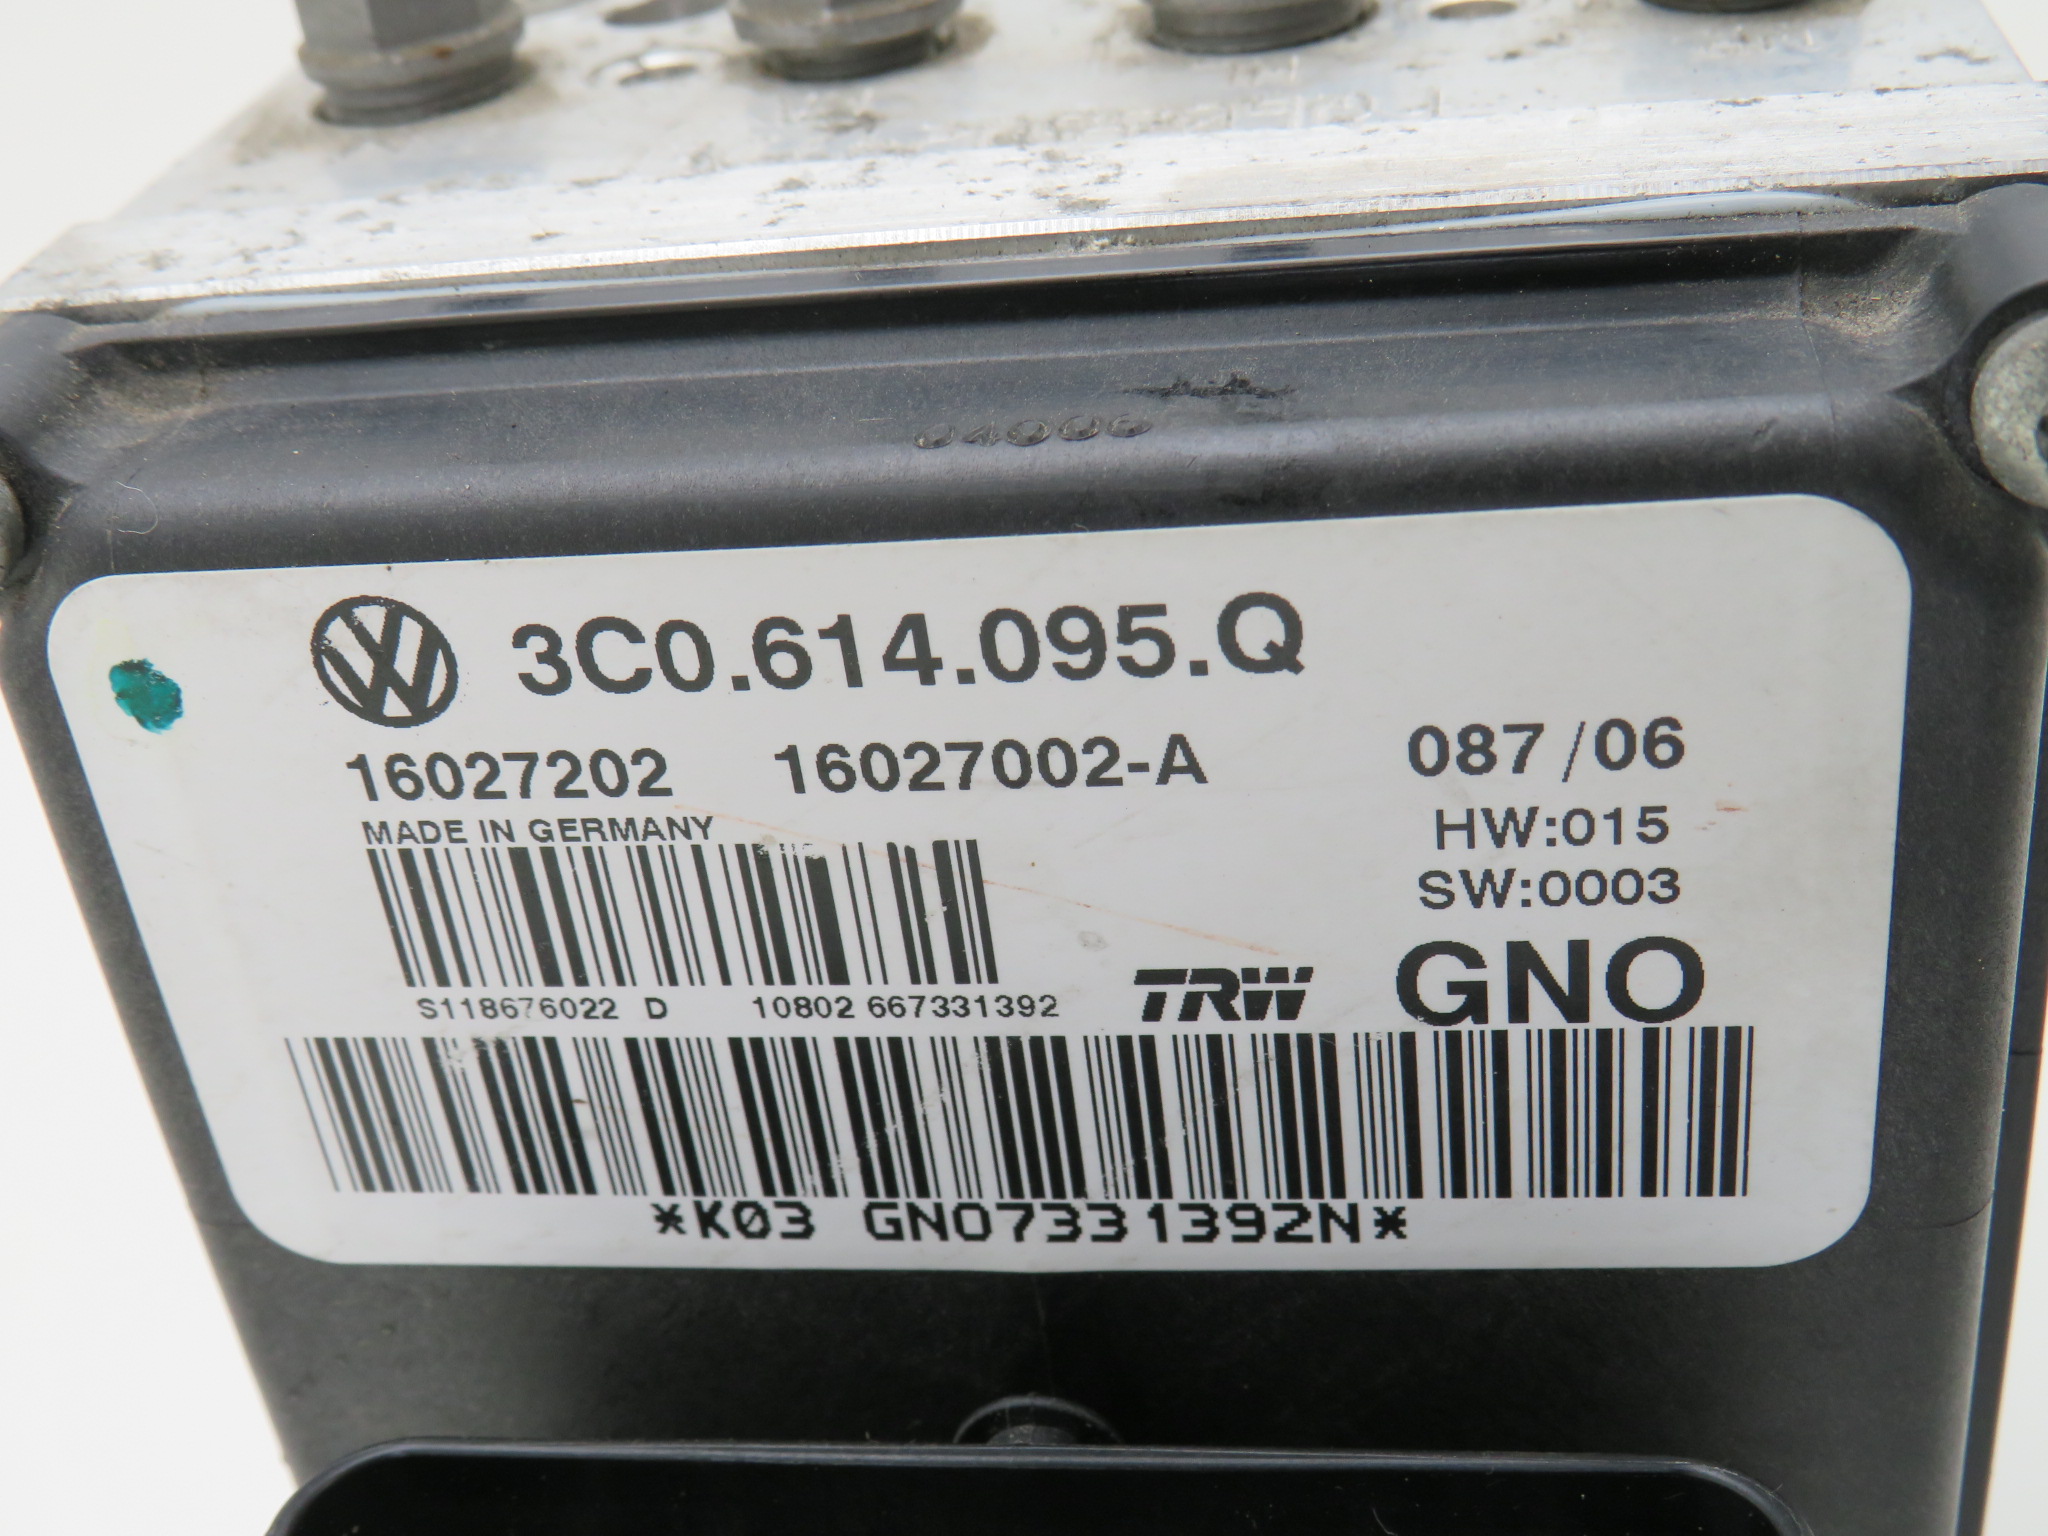 04006
3C0.614.095.Q
16027202 16027002-A 087/06
MADE IN GERMANY
HW:015
SW:0003
S118676022 D 10802 667331392
TRW GNO
*K03 GNO7331392N*